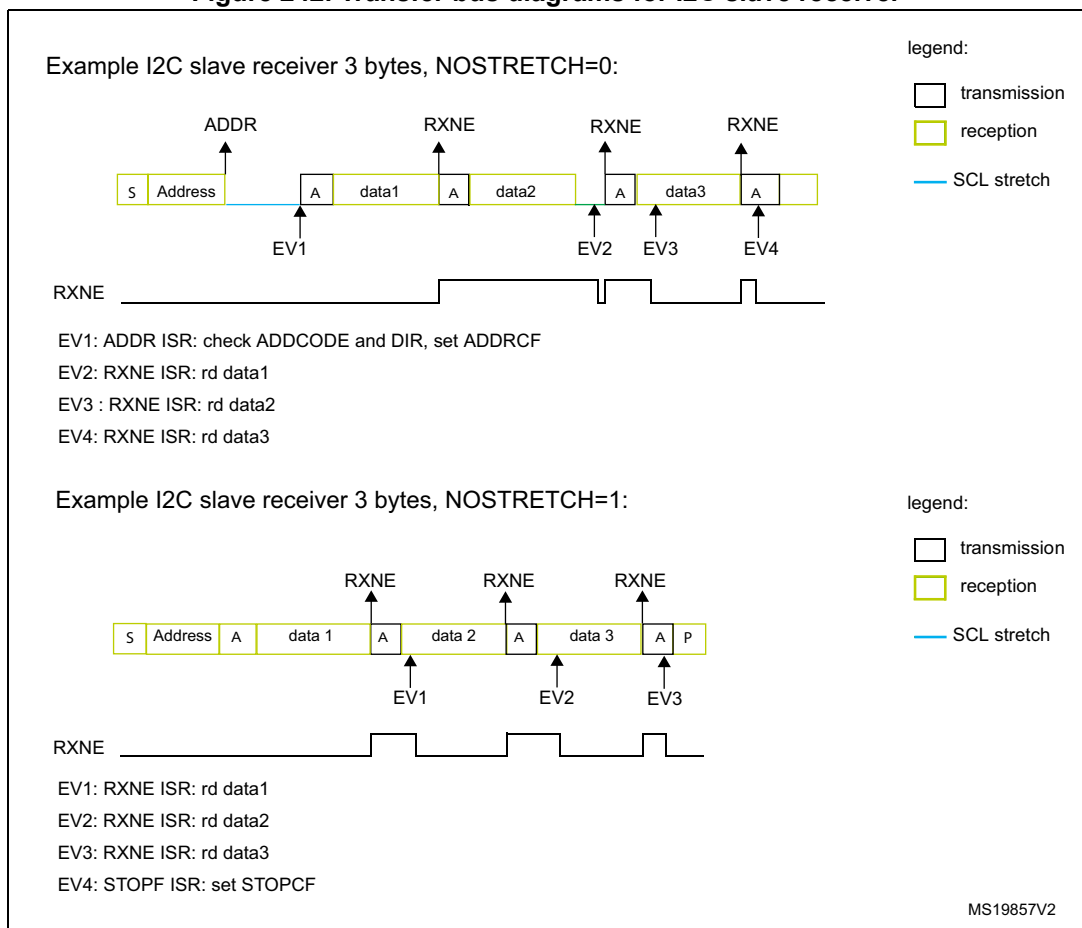 Example I2C slave receiver 3 bytes, NOSTRETCH=0:
legend:
transmission
reception
SCL stretch
ADDR RXNE RXNE RXNE
S Address A data1 A data2 A data3 A
EV1 EV2 EV3 EV4
RXNE
EV1: ADDR ISR: check ADDCODE and DIR, set ADDRCF
EV2: RXNE ISR: rd data1
EV3 : RXNE ISR: rd data2
EV4: RXNE ISR: rd data3
Example I2C slave receiver 3 bytes, NOSTRETCH=1:
legend:
transmission
reception
SCL stretch
RXNE RXNE RXNE
S Address A data 1 A data 2 A data 3 A P
EV1 EV2 EV3
RXNE
EV1: RXNE ISR: rd data1
EV2: RXNE ISR: rd data2
EV3: RXNE ISR: rd data3
EV4: STOPF ISR: set STOPCF
MS19857V2